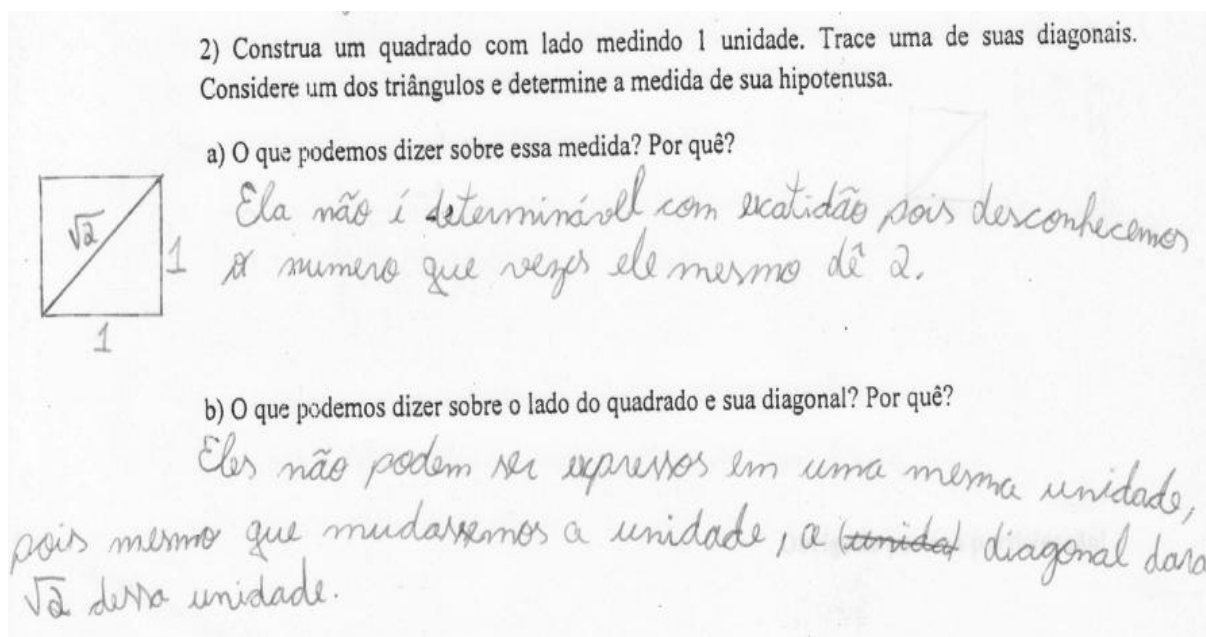 2) Construa um quadrado com lado medindo 1 unidade. Trace uma de suas diagonais.
Considere um dos triângulos e determine a medida de sua hipotenusa.
a) O que podemos dizer sobre essa medida? Por quê?
Ela não é determinável com exatidão pois desconhecemos
o numero que vezes ele mesmo dê 2.
√2
1
1
b) O que podemos dizer sobre o lado do quadrado e sua diagonal? Por quê?
Eles não podem ser expressos em uma mesma unidade,
pois mesmo que mudassemos a unidade, a (unida) diagonal dara
√2 dessa unidade.